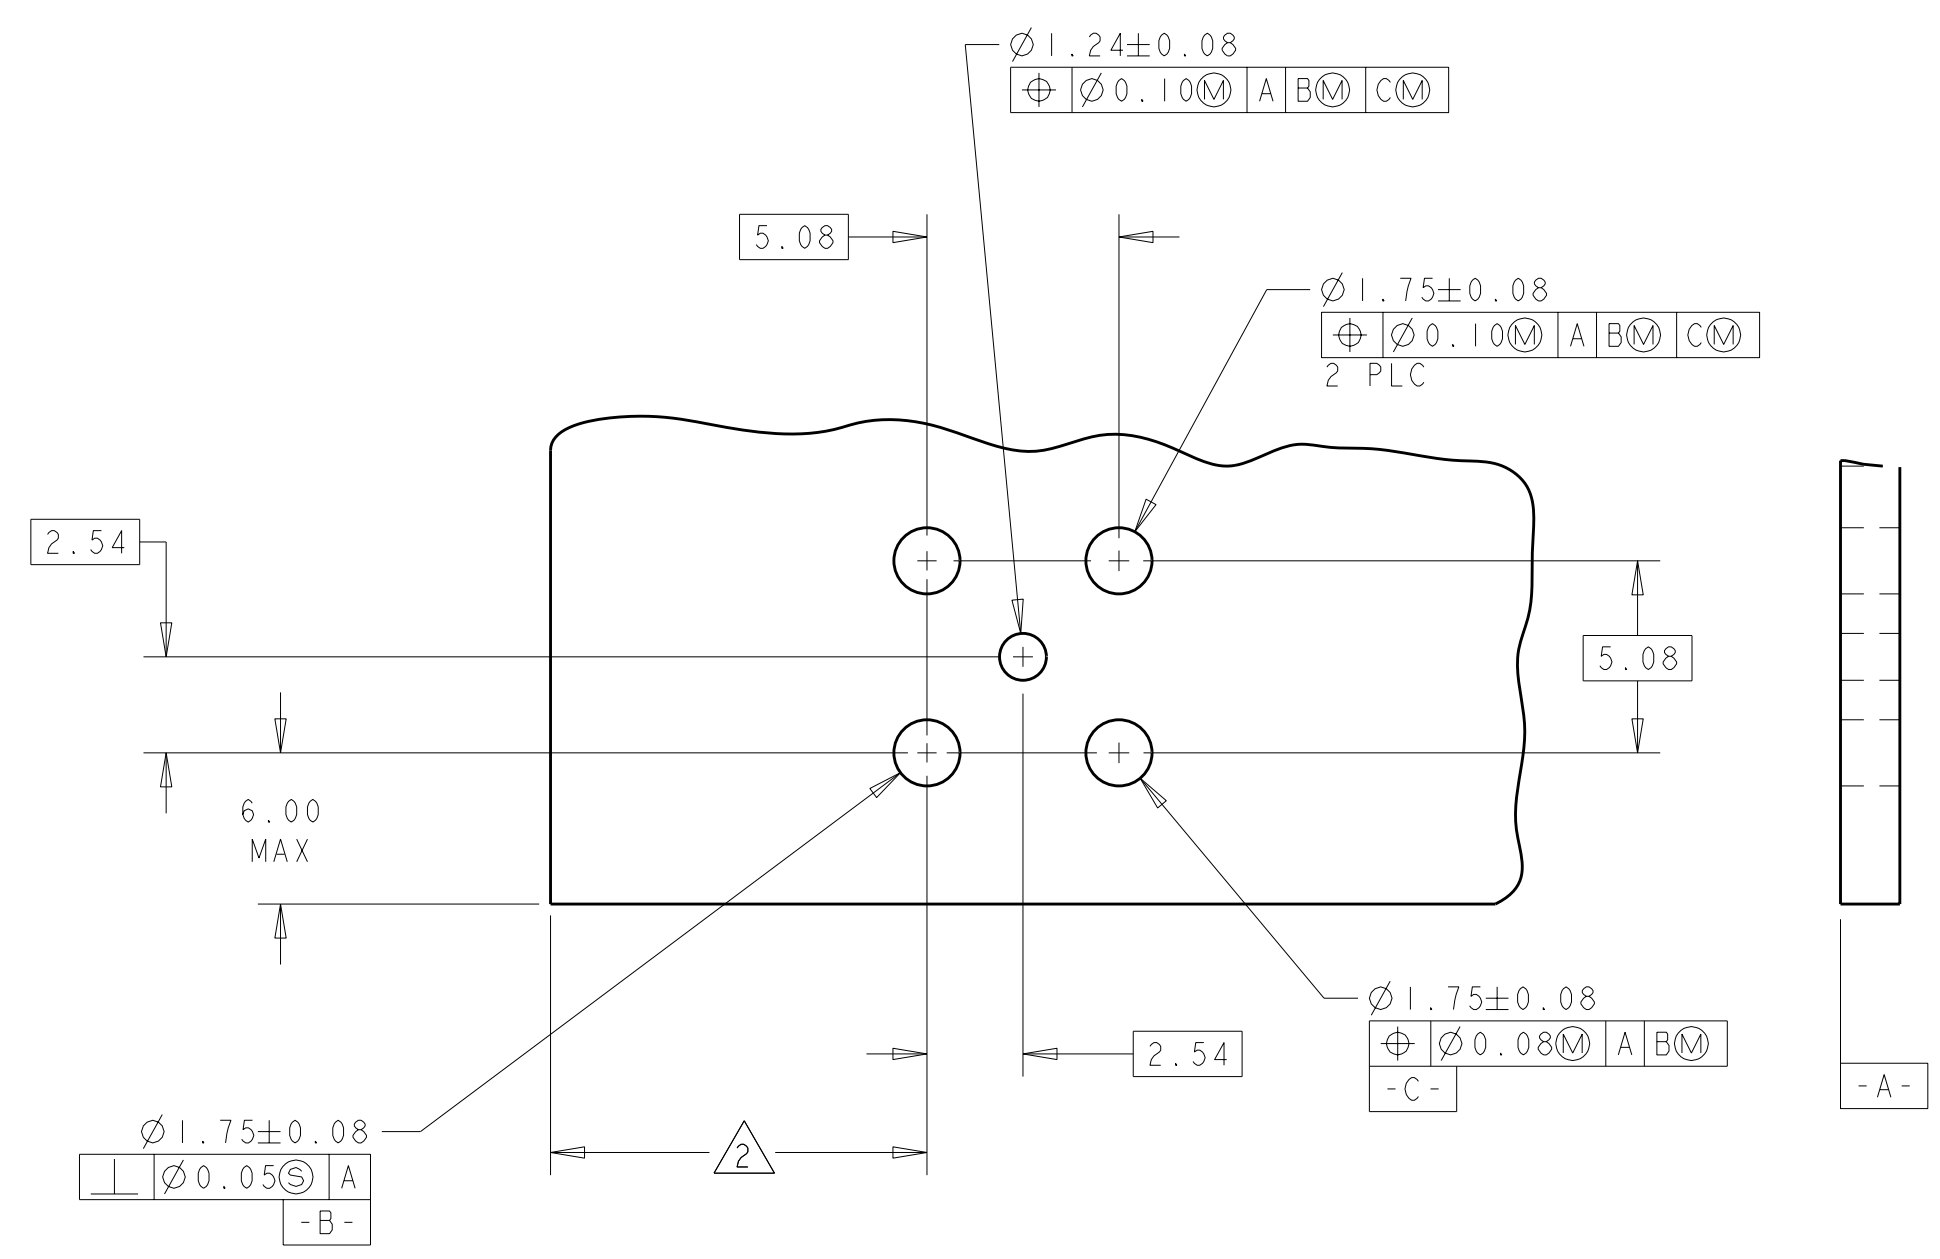 Ø1.24±0.08
⌖ Ø0.10Ⓜ A BⓂ CⓂ
5.08
Ø1.75±0.08
⌖ Ø0.10Ⓜ A BⓂ CⓂ
2 PLC
2.54
5.08
6.00
MAX
Ø1.75±0.08
⌖ Ø0.08Ⓜ A BⓂ
-C-
2.54
-A-
Ø1.75±0.08
⊥ Ø0.05Ⓢ A
-B-
2